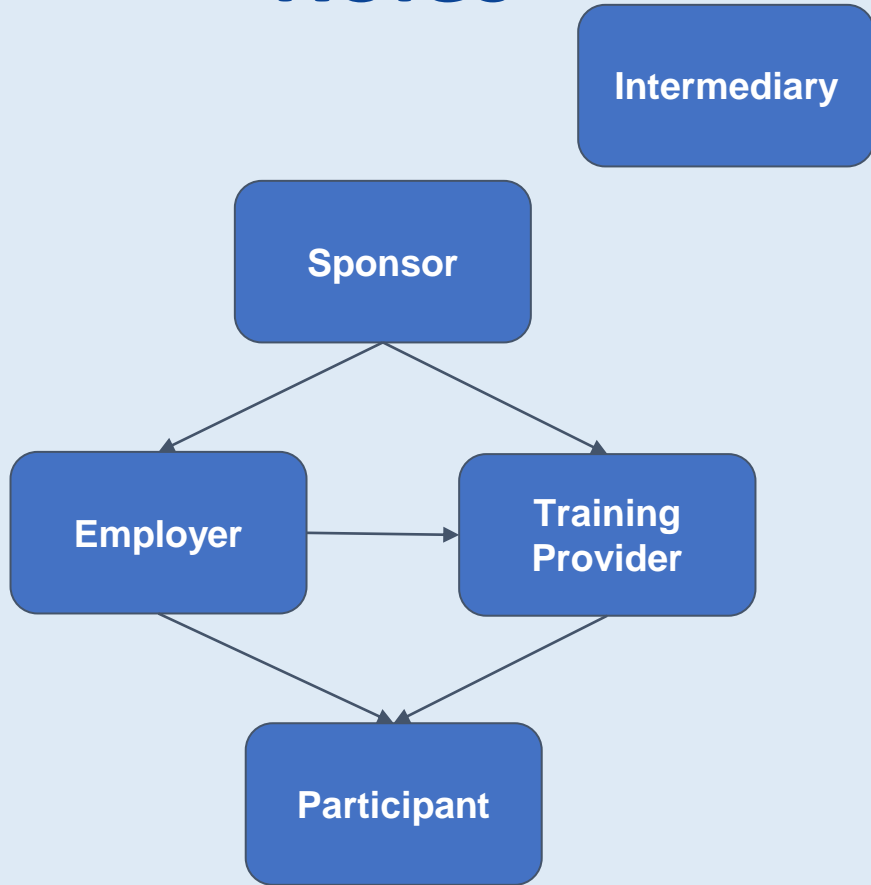 Intermediary
Sponsor
Employer
Training
Provider
Participant